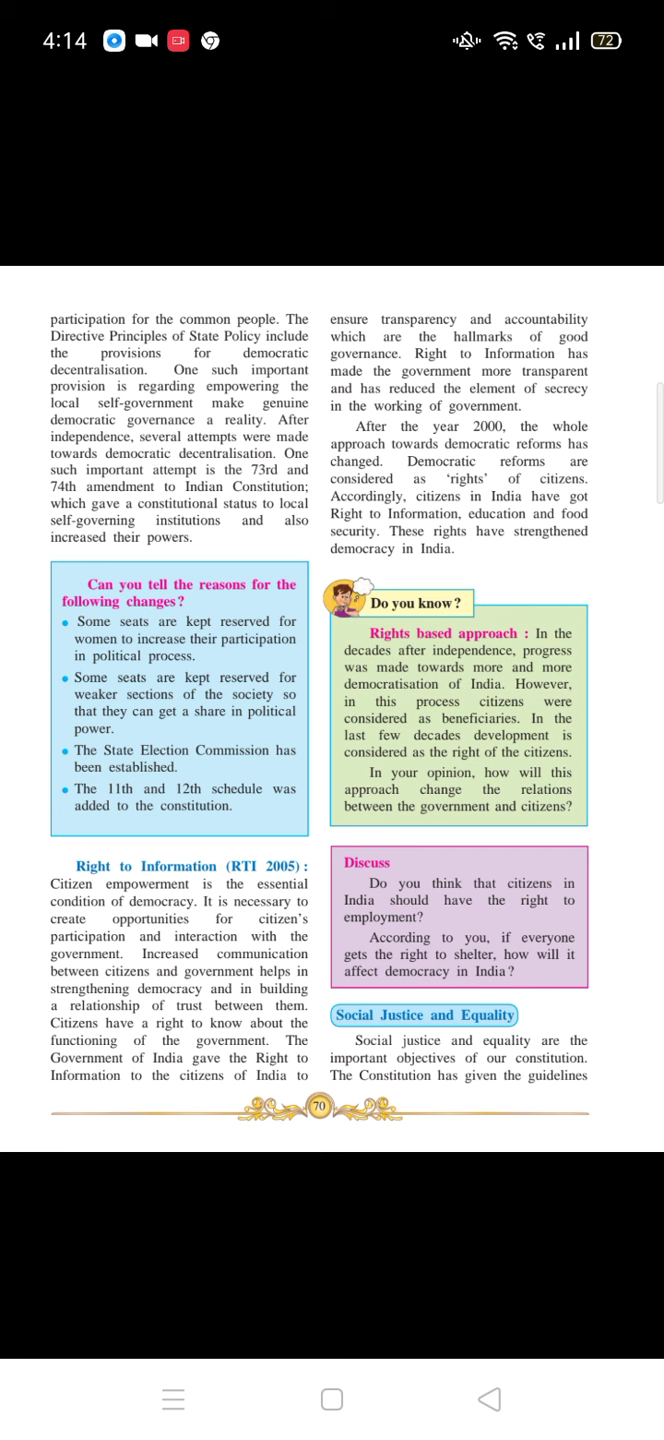 4:14
72
participation for the common people. The
Directive Principles of State Policy include
the provisions for democratic
decentralisation. One such important
provision is regarding empowering the
local self-government make genuine
democratic governance a reality. After
independence, several attempts were made
towards democratic decentralisation. One
such important attempt is the 73rd and
74th amendment to Indian Constitution;
which gave a constitutional status to local
self-governing institutions and also
increased their powers.
Can you tell the reasons for the
following changes?
• Some seats are kept reserved for
women to increase their participation
in political process.
• Some seats are kept reserved for
weaker sections of the society so
that they can get a share in political
power.
• The State Election Commission has
been established.
• The 11th and 12th schedule was
added to the constitution.
Right to Information (RTI 2005) :
Citizen empowerment is the essential
condition of democracy. It is necessary to
create opportunities for citizen's
participation and interaction with the
government. Increased communication
between citizens and government helps in
strengthening democracy and in building
a relationship of trust between them.
Citizens have a right to know about the
functioning of the government. The
Government of India gave the Right to
Information to the citizens of India to
ensure transparency and accountability
which are the hallmarks of good
governance. Right to Information has
made the government more transparent
and has reduced the element of secrecy
in the working of government.
After the year 2000, the whole
approach towards democratic reforms has
changed. Democratic reforms are
considered as ‘rights’ of citizens.
Accordingly, citizens in India have got
Right to Information, education and food
security. These rights have strengthened
democracy in India.
Do you know ?
Rights based approach : In the
decades after independence, progress
was made towards more and more
democratisation of India. However,
in this process citizens were
considered as beneficiaries. In the
last few decades development is
considered as the right of the citizens.
In your opinion, how will this
approach change the relations
between the government and citizens?
Discuss
Do you think that citizens in
India should have the right to
employment?
According to you, if everyone
gets the right to shelter, how will it
affect democracy in India ?
Social Justice and Equality
Social justice and equality are the
important objectives of our constitution.
The Constitution has given the guidelines
70